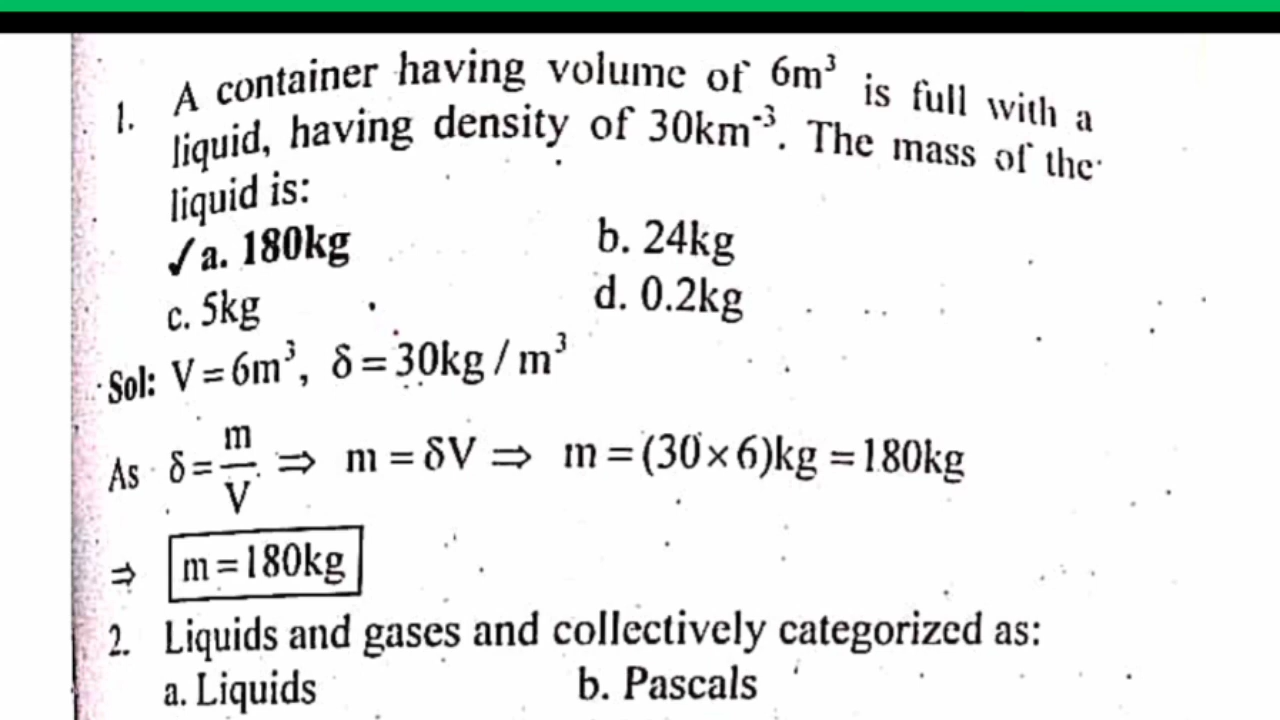 1. A container having volume of 6m³ is full with a
liquid, having density of 30km⁻³. The mass of the
liquid is:
✓a. 180kg b. 24kg
c. 5kg d. 0.2kg
Sol: V = 6m³, δ = 30kg / m³
As δ = m/V ⇒ m = δV ⇒ m = (30×6)kg = 180kg
⇒ m = 180kg
2. Liquids and gases and collectively categorized as:
a. Liquids b. Pascals